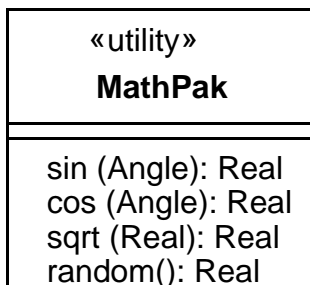 «utility»
MathPak
sin (Angle): Real
cos (Angle): Real
sqrt (Real): Real
random(): Real